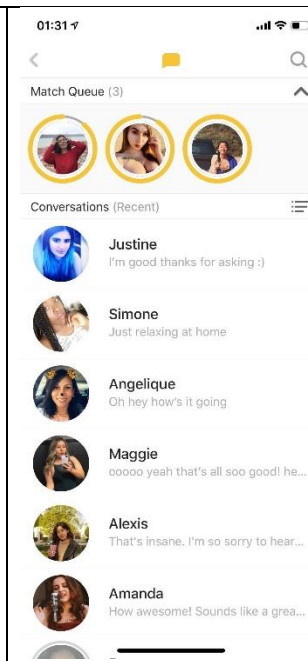 01:31
Match Queue (3)
Conversations (Recent)
Justine
I'm good thanks for asking :)
Simone
Just relaxing at home
Angelique
Oh hey how's it going
Maggie
ooooo yeah that's all soo good! he...
Alexis
That's insane. I'm so sorry to hear...
Amanda
How awesome! Sounds like a grea...